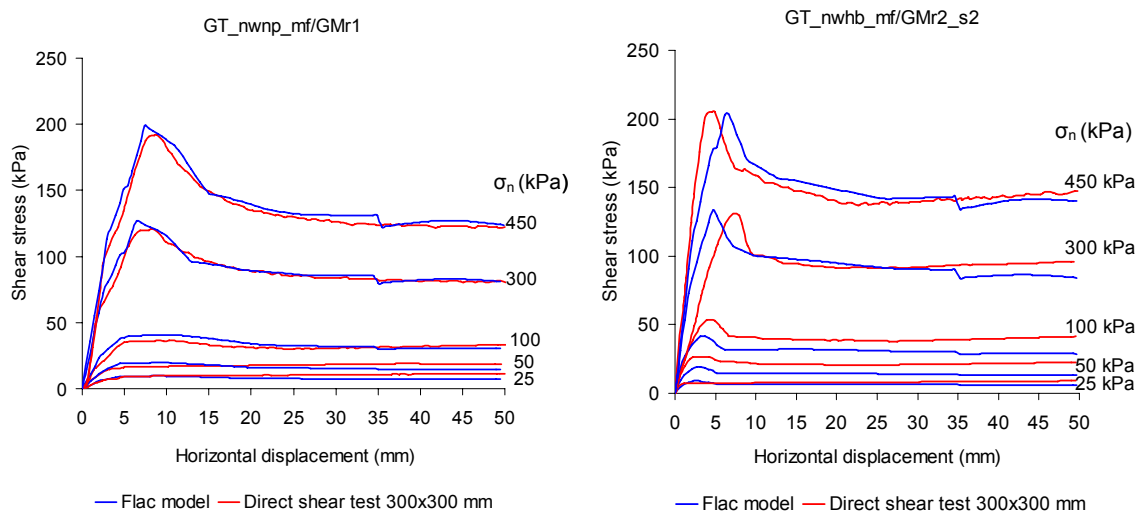 GT_nwnp_mf/GMr1
250
200
150
100
50
0
Shear stress (kPa)
0 5 10 15 20 25 30 35 40 45 50
Horizontal displacement (mm)
σn (kPa)
450
300
100
50
25
Flac model Direct shear test 300x300 mm
GT_nwhb_mf/GMr2_s2
250
200
150
100
50
0
Shear stress (kPa)
0 5 10 15 20 25 30 35 40 45 50
Horizontal displacement (mm)
σn (kPa)
450 kPa
300 kPa
100 kPa
50 kPa
25 kPa
Flac model Direct shear test 300x300 mm